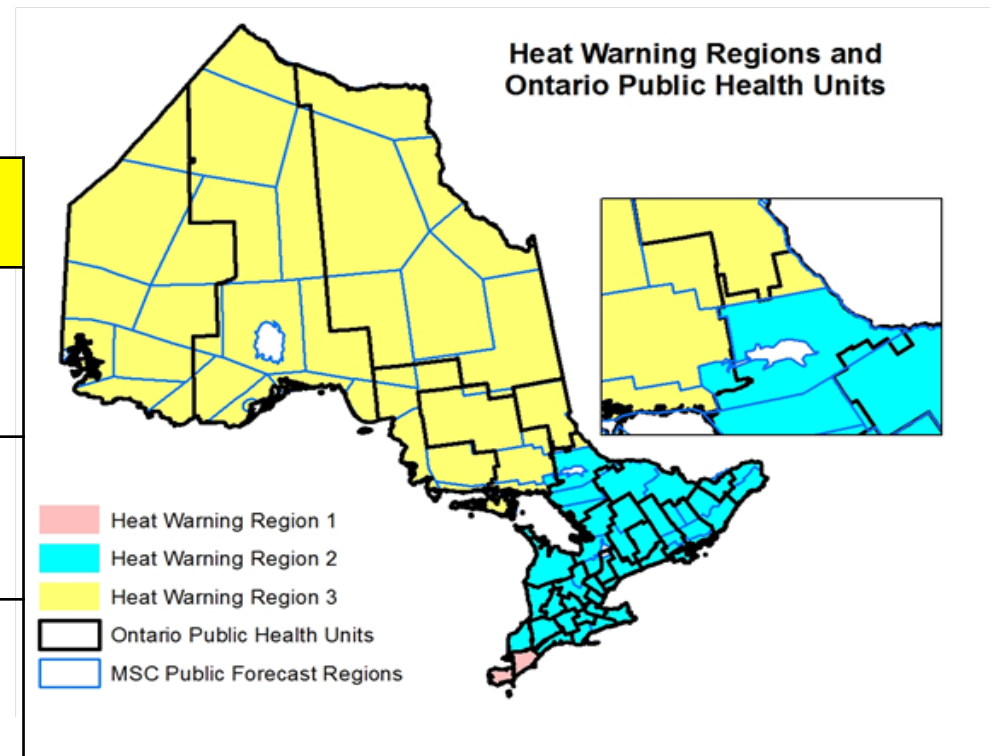 Heat Warning Regions and
Ontario Public Health Units
Heat Warning Region 1
Heat Warning Region 2
Heat Warning Region 3
Ontario Public Health Units
MSC Public Forecast Regions